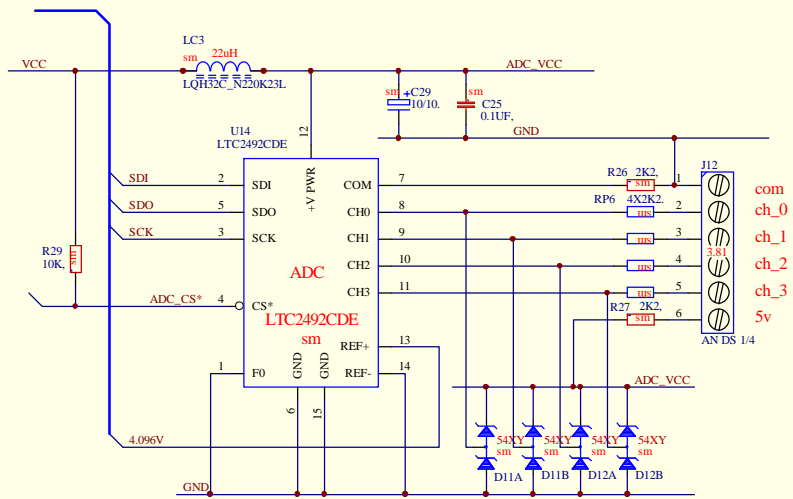 LC3
sm
22uH
VCC
LQH32C_N220K23L
ADC_VCC
sm
+C29
10/10.
sm
C25
0.1UF,
GND
U14
LTC2492CDE
12
+V PWR
J12
SDI
2
SDI
COM
7
R26
2K2,
sm
1
com
SDO
5
SDO
CH0
8
RP6
4X2K2.
sm
2
ch_0
SCK
3
SCK
CH1
9
sm
3
ch_1
3.81
R29
10K,
sm
ADC
CH2
10
sm
4
ch_2
CH3
11
sm
5
ch_3
ADC_CS*
4
CS*
R27
2K2,
sm
6
5v
LTC2492CDE
sm
AN DS 1/4
REF+
13
1
F0
GND
GND
REF-
14
ADC_VCC
6
15
4.096V
54XY
sm
54XY
sm
54XY
sm
54XY
sm
D11A
D11B
D12A
D12B
GND